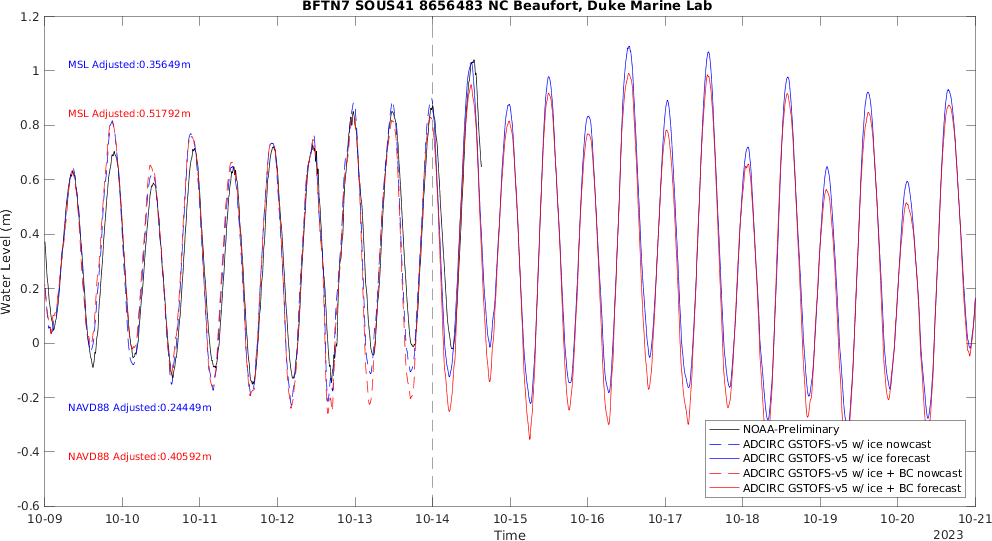 BFTN7 SOUS41 8656483 NC Beaufort, Duke Marine Lab
1.2
1
0.8
0.6
0.4
0.2
0
-0.2
-0.4
-0.6
Water Level (m)
MSL Adjusted:0.35649m
MSL Adjusted:0.51792m
NAVD88 Adjusted:0.24449m
NAVD88 Adjusted:0.40592m
NOAA-Preliminary
ADCIRC GSTOFS-v5 w/ ice nowcast
ADCIRC GSTOFS-v5 w/ ice forecast
ADCIRC GSTOFS-v5 w/ ice + BC nowcast
ADCIRC GSTOFS-v5 w/ ice + BC forecast
10-09 10-10 10-11 10-12 10-13 10-14 10-15 10-16 10-17 10-18 10-19 10-20 10-21
Time
2023